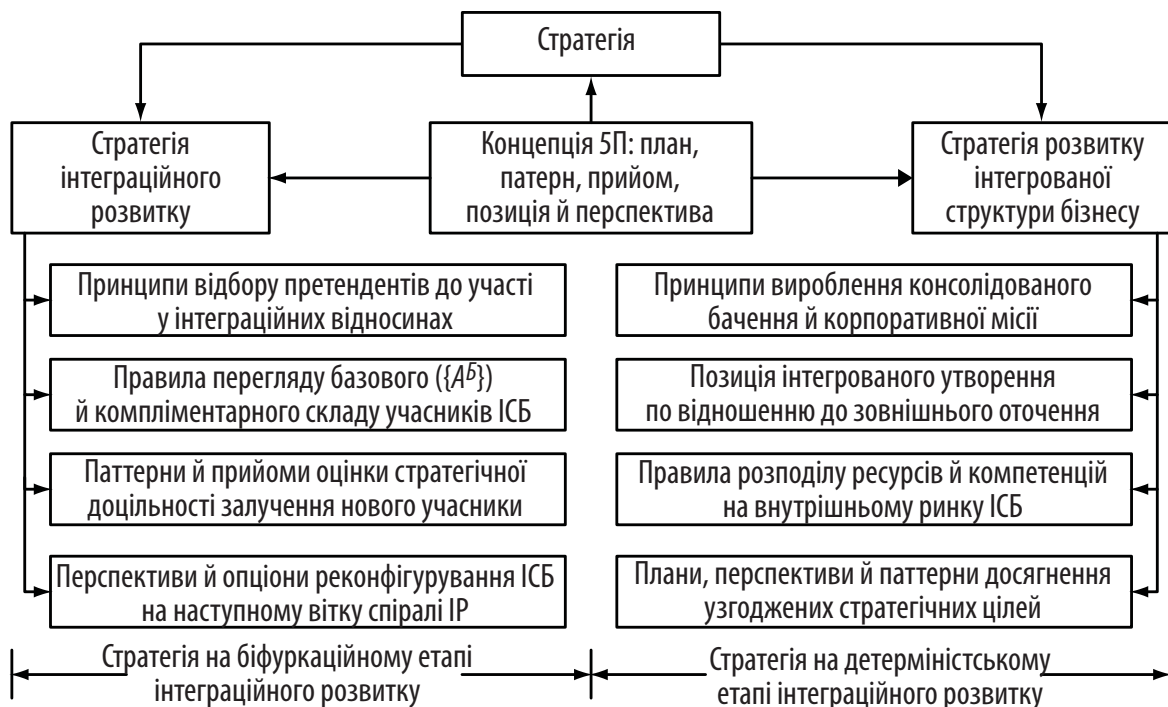 Стратегія
Стратегія
інтеграційного
розвитку
Концепція 5П: план,
патерн, прийом,
позиція й перспектива
Стратегія розвитку
інтегрованої
структури бізнесу
Принципи відбору претендентів до участі
у інтеграційних відносинах
Правила перегляду базового ({A^Б})
й компліментарного складу учасників ІСБ
Паттерни й прийоми оцінки стратегічної
доцільності залучення нового учасники
Перспективи й опціони реконфігурування ІСБ
на наступному вітку спіралі ІР
Принципи вироблення консолідованого
бачення й корпоративної місії
Позиція інтегрованого утворення
по відношенню до зовнішнього оточення
Правила розподілу ресурсів й компетенцій
на внутрішньому ринку ІСБ
Плани, перспективи й паттерни досягнення
узгоджених стратегічних цілей
Стратегія на біфуркаційному етапі
інтеграційного розвитку
Стратегія на детерміністському
етапі інтеграційного розвитку